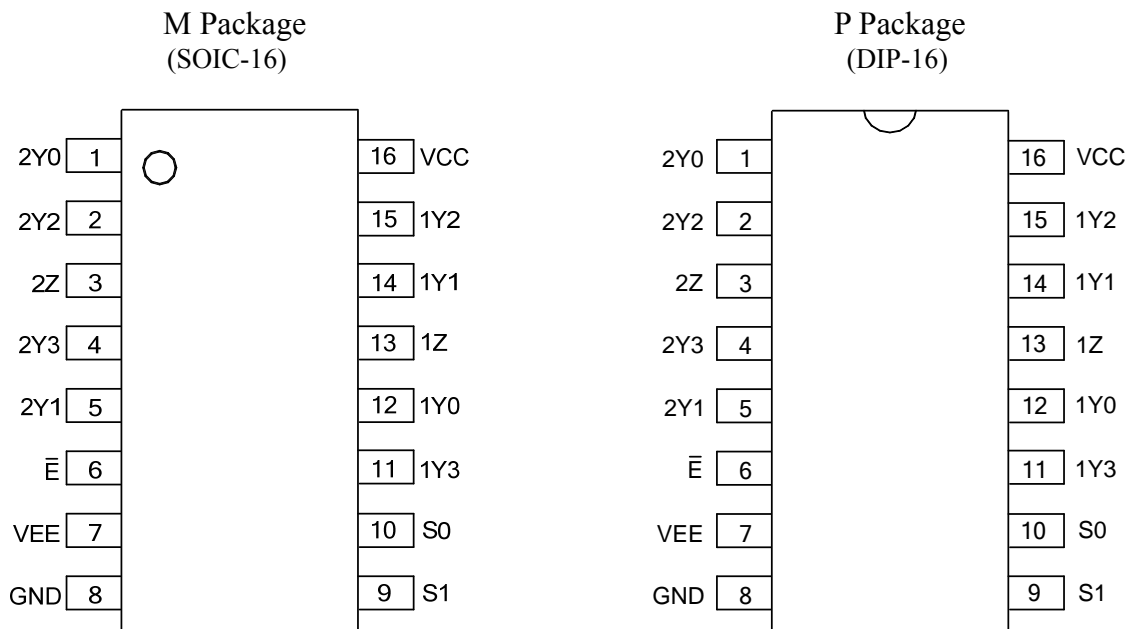 M Package
(SOIC-16)
2Y0 1 16 VCC
2Y2 2 15 1Y2
2Z 3 14 1Y1
2Y3 4 13 1Z
2Y1 5 12 1Y0
E̅ 6 11 1Y3
VEE 7 10 S0
GND 8 9 S1
P Package
(DIP-16)
2Y0 1 16 VCC
2Y2 2 15 1Y2
2Z 3 14 1Y1
2Y3 4 13 1Z
2Y1 5 12 1Y0
E̅ 6 11 1Y3
VEE 7 10 S0
GND 8 9 S1